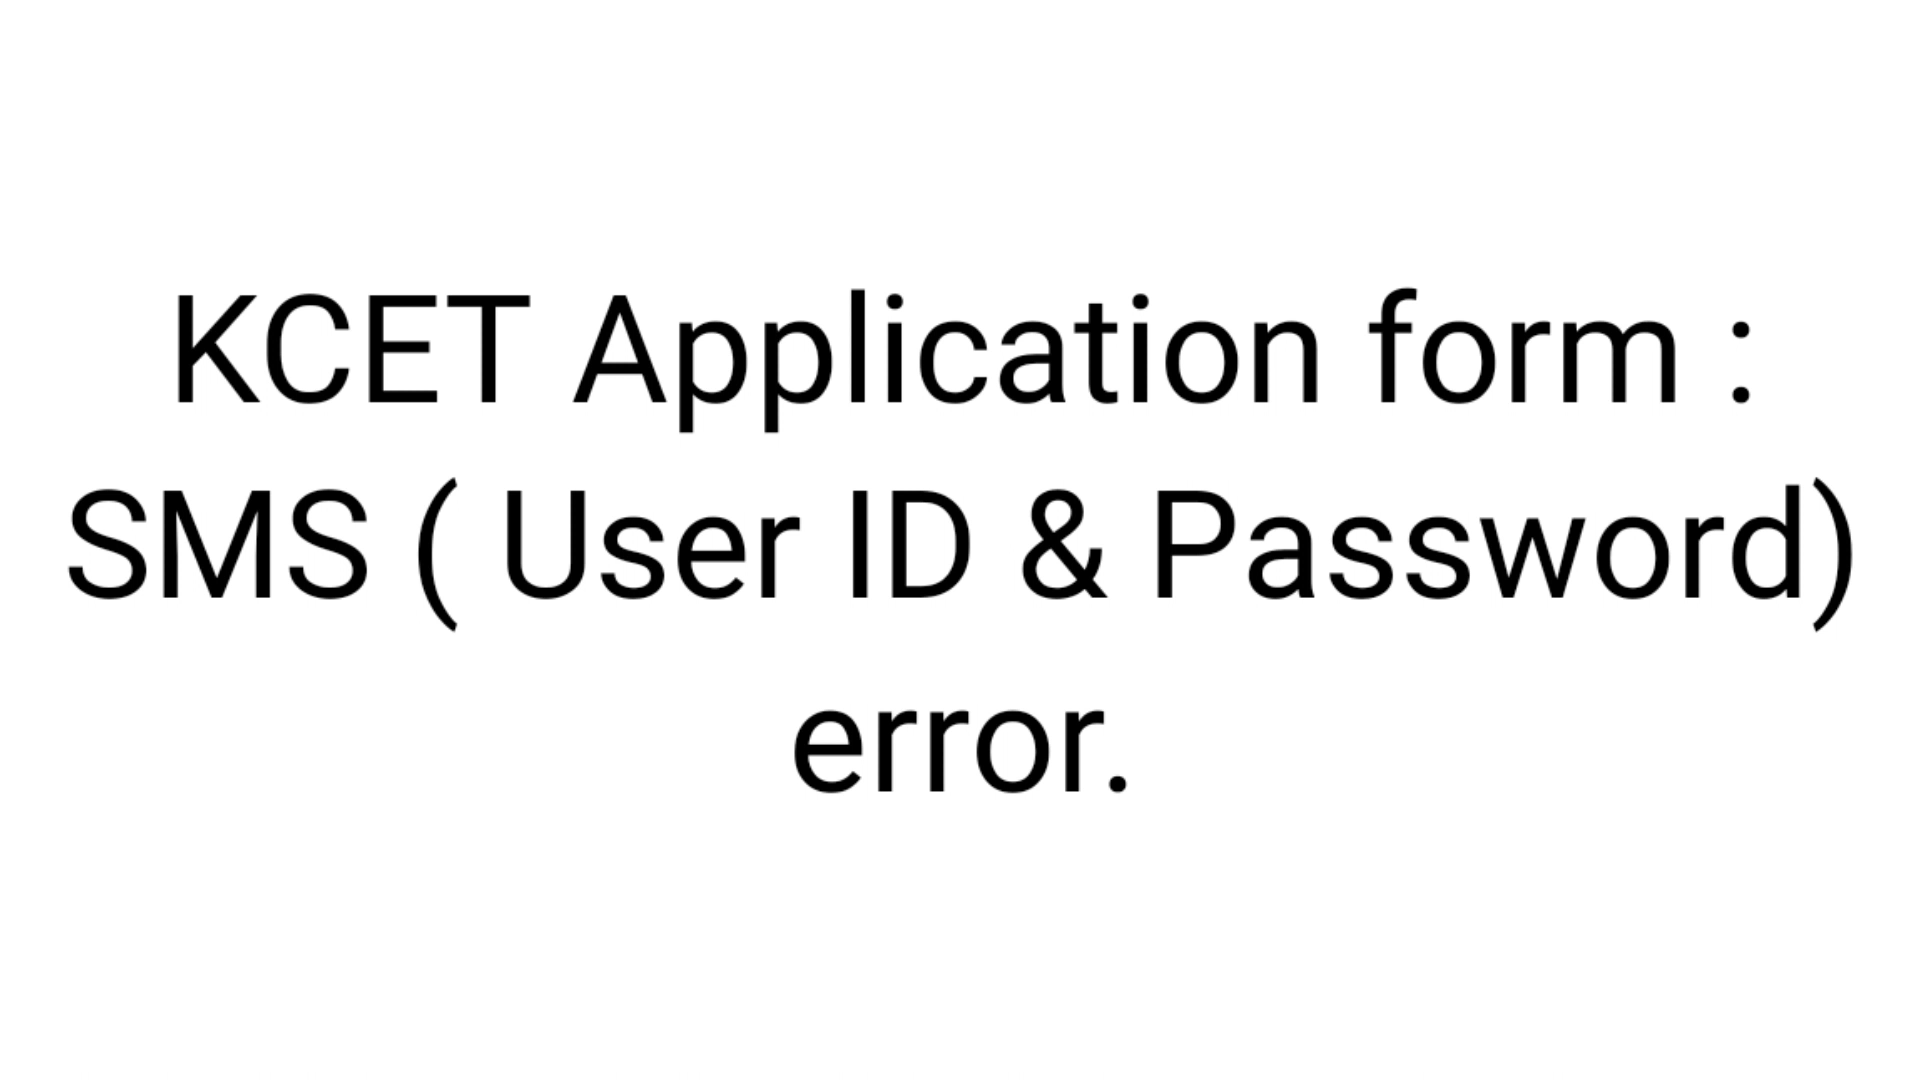 KCET Application form :
SMS ( User ID & Password)
error.